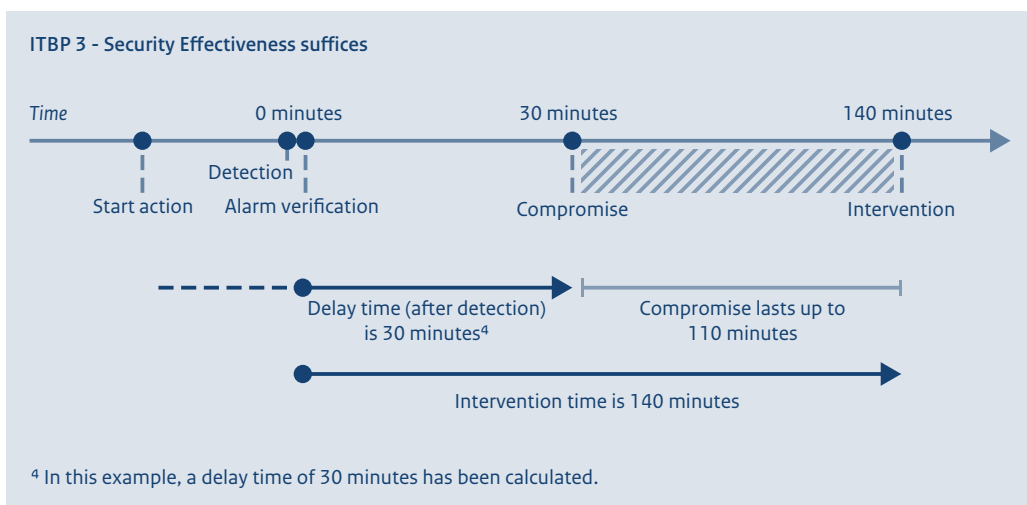 ITBP 3 - Security Effectiveness suffices
Time
0 minutes
30 minutes
140 minutes
Detection
Start action
Alarm verification
Compromise
Intervention
Delay time (after detection)
is 30 minutes⁴
Compromise lasts up to
110 minutes
Intervention time is 140 minutes
⁴ In this example, a delay time of 30 minutes has been calculated.